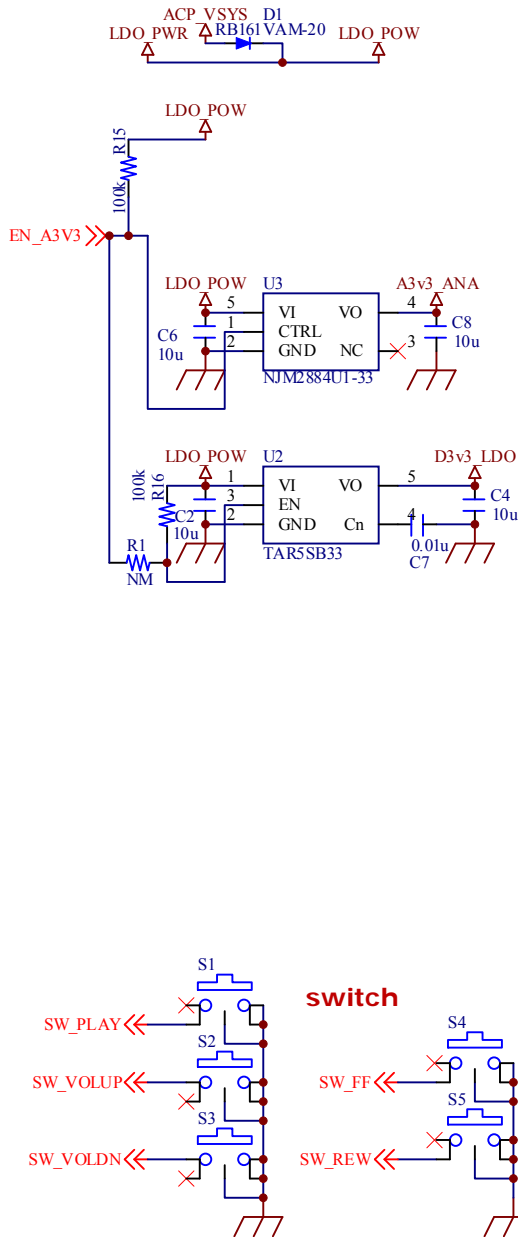 ACP_VSYS D1
LDO_PWR RB161VAM-20 LDO_POW
LDO_POW
R15
100k
EN_A3V3
U3
LDO_POW A3v3_ANA
5 VI VO 4
C6 1 CTRL C8
10u 2 GND NC 3 10u
NJM2884U1-33
U2
LDO_POW D3v3_LDO
100k 1 VI VO 5
R16 3 EN C4
C2 2 GND Cn 4 10u
10u
R1 0.01u
NM TAR5SB33 C7
S1
switch
SW_PLAY
S2 S4
SW_VOLUP SW_FF
S3 S5
SW_VOLDN SW_REW